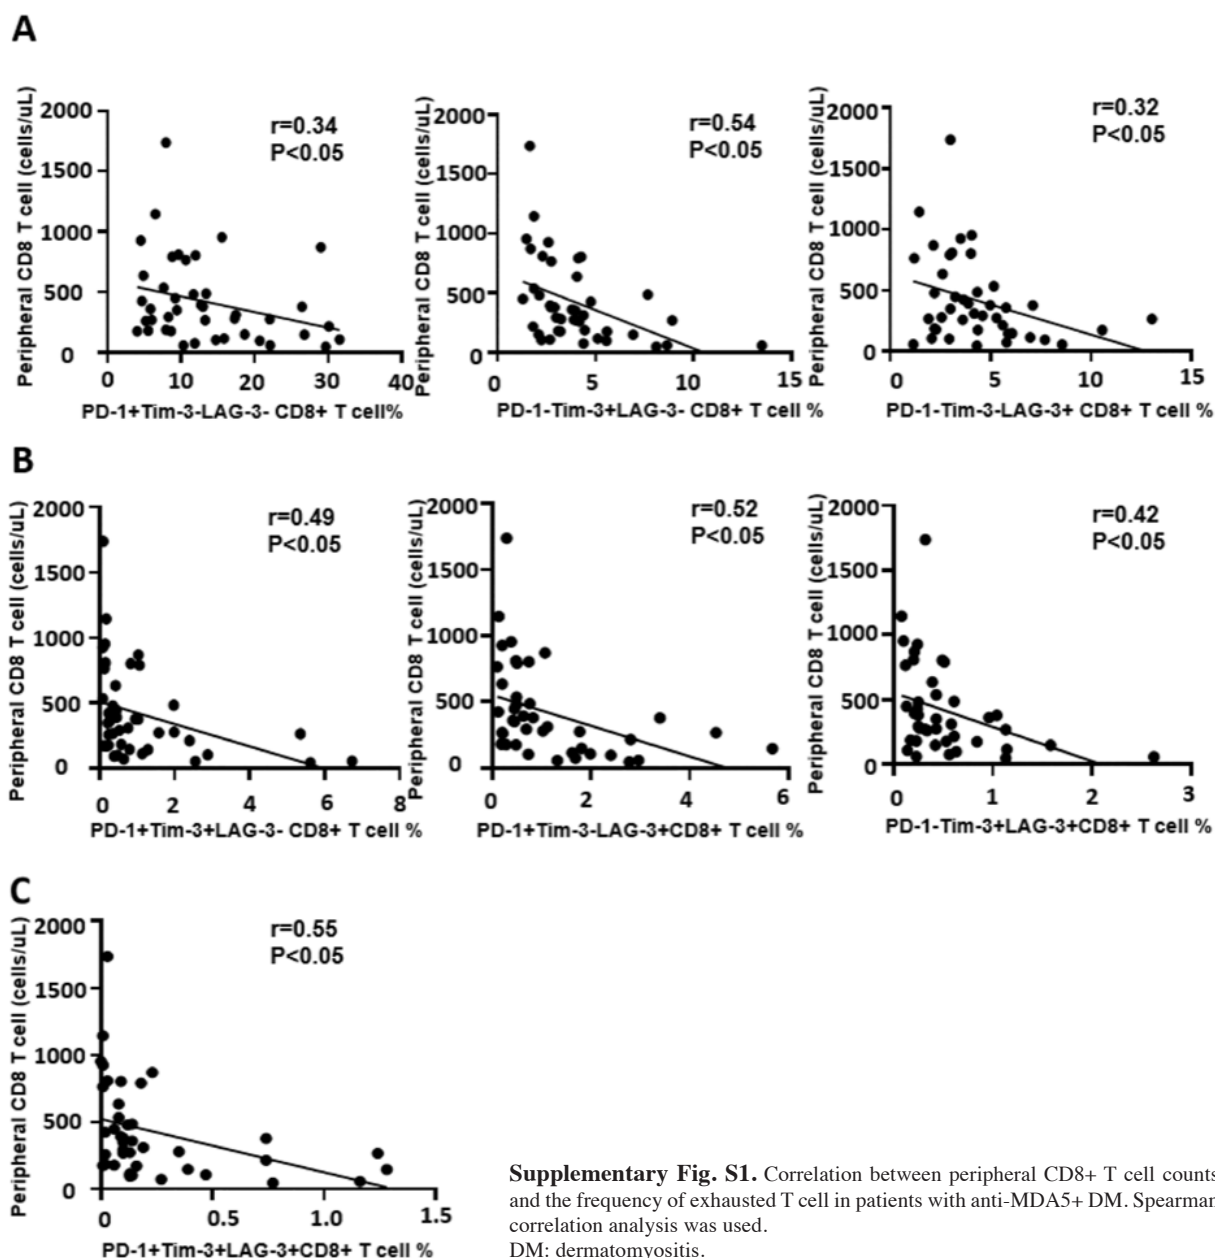 A
Peripheral CD8 T cell (cells/uL)
2000
1500
1000
500
0
0 10 20 30 40
r=0.34
P<0.05
PD-1+Tim-3-LAG-3- CD8+ T cell%
Peripheral CD8 T cell (cells/uL)
2000
1500
1000
500
0
0 5 10 15
r=0.54
P<0.05
PD-1-Tim-3+LAG-3- CD8+ T cell %
Peripheral CD8 T cell (cells/uL)
2000
1500
1000
500
0
0 5 10 15
r=0.32
P<0.05
PD-1-Tim-3-LAG-3+ CD8+ T cell %
B
Peripheral CD8 T cell (cells/uL)
2000
1500
1000
500
0
0 2 4 6 8
r=0.49
P<0.05
PD-1+Tim-3+LAG-3- CD8+ T cell %
Peripheral CD8 T cell (cells/uL)
2000
1500
1000
500
0
0 2 4 6
r=0.52
P<0.05
PD-1+Tim-3-LAG-3+CD8+ T cell %
Peripheral CD8 T cell (cells/uL)
2000
1500
1000
500
0
0 1 2 3
r=0.42
P<0.05
PD-1-Tim-3+LAG-3+CD8+ T cell %
C
Peripheral CD8 T cell (cells/uL)
2000
1500
1000
500
0
0 0.5 1.0 1.5
r=0.55
P<0.05
PD-1+Tim-3+LAG-3+CD8+ T cell %
Supplementary Fig. S1. Correlation between peripheral CD8+ T cell counts
and the frequency of exhausted T cell in patients with anti-MDA5+ DM. Spearman
correlation analysis was used.
DM: dermatomyositis.